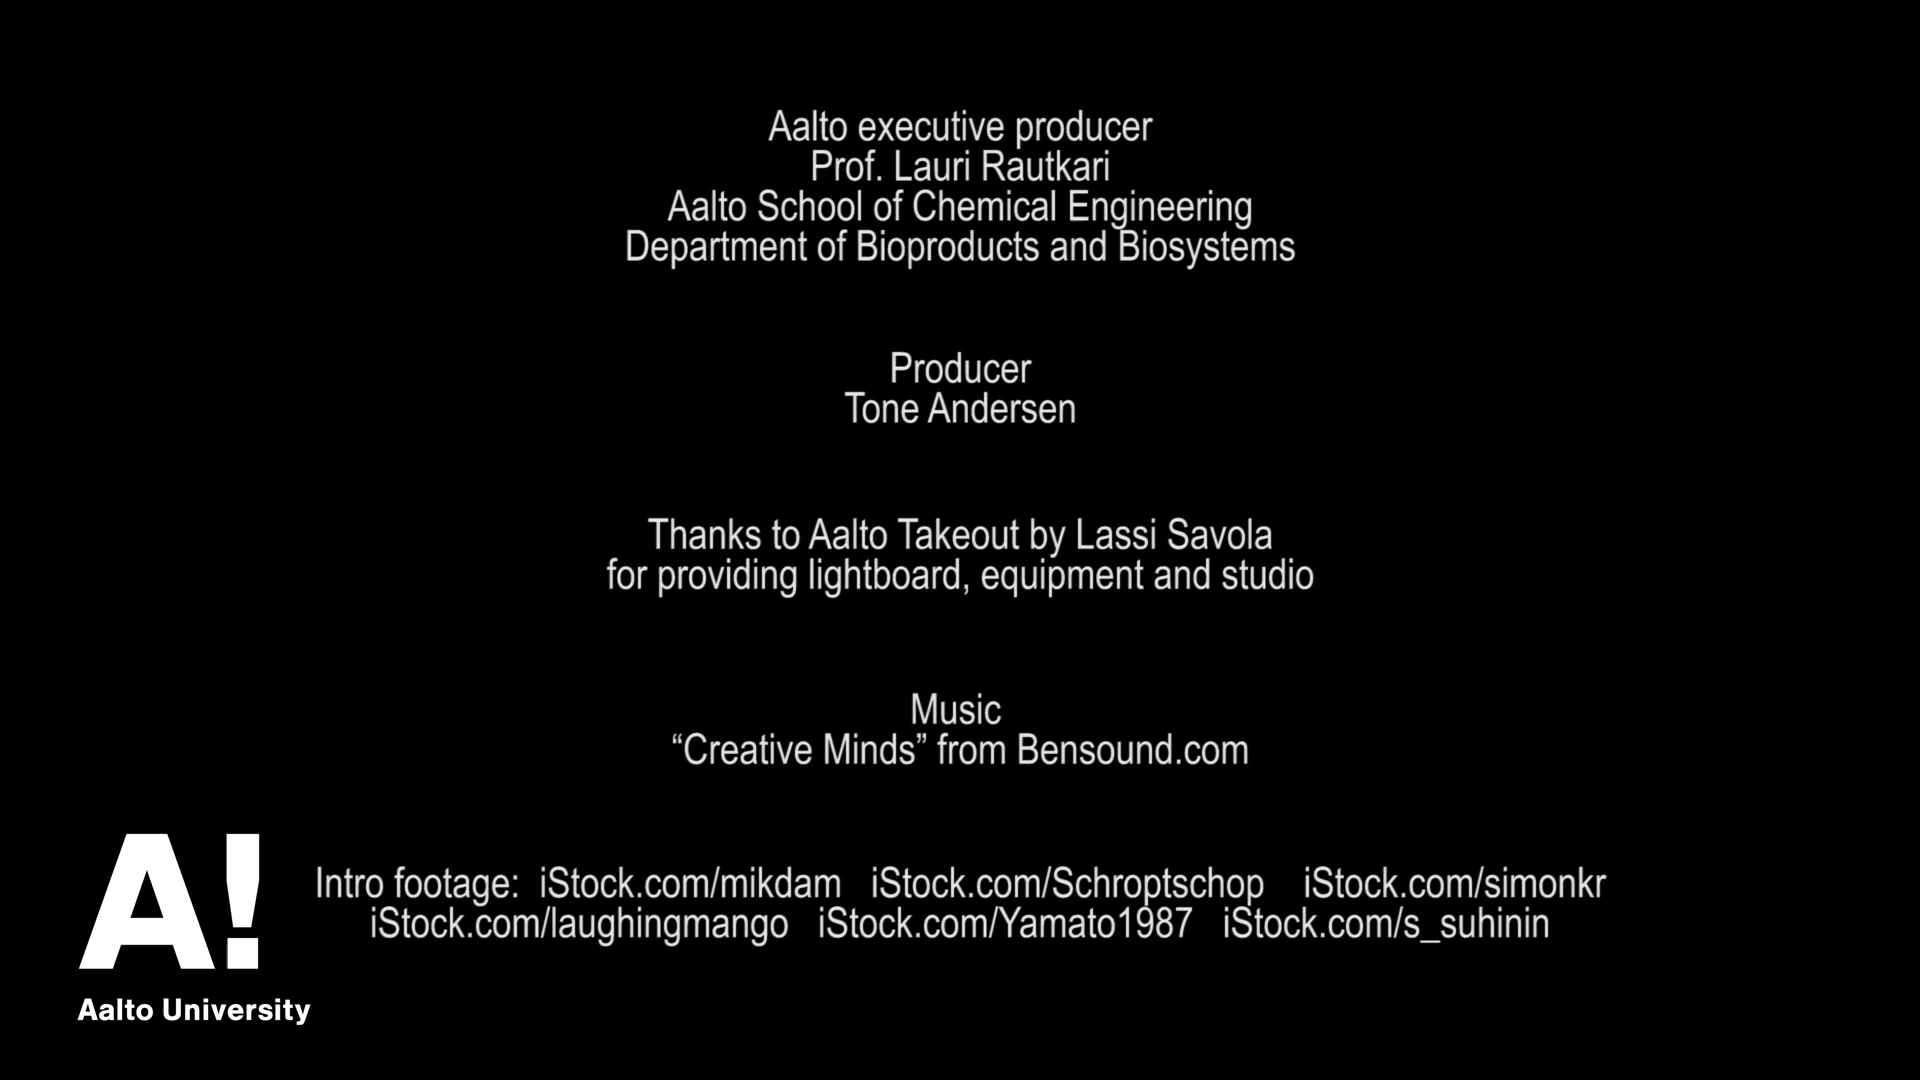 Aalto executive producer
Prof. Lauri Rautkari
Aalto School of Chemical Engineering
Department of Bioproducts and Biosystems
Producer
Tone Andersen
Thanks to Aalto Takeout by Lassi Savola
for providing lightboard, equipment and studio
Music
“Creative Minds” from Bensound.com
Intro footage: iStock.com/mikdam iStock.com/Schroptschop iStock.com/simonkr
iStock.com/laughingmango iStock.com/Yamato1987 iStock.com/s_suhinin
A!
Aalto University